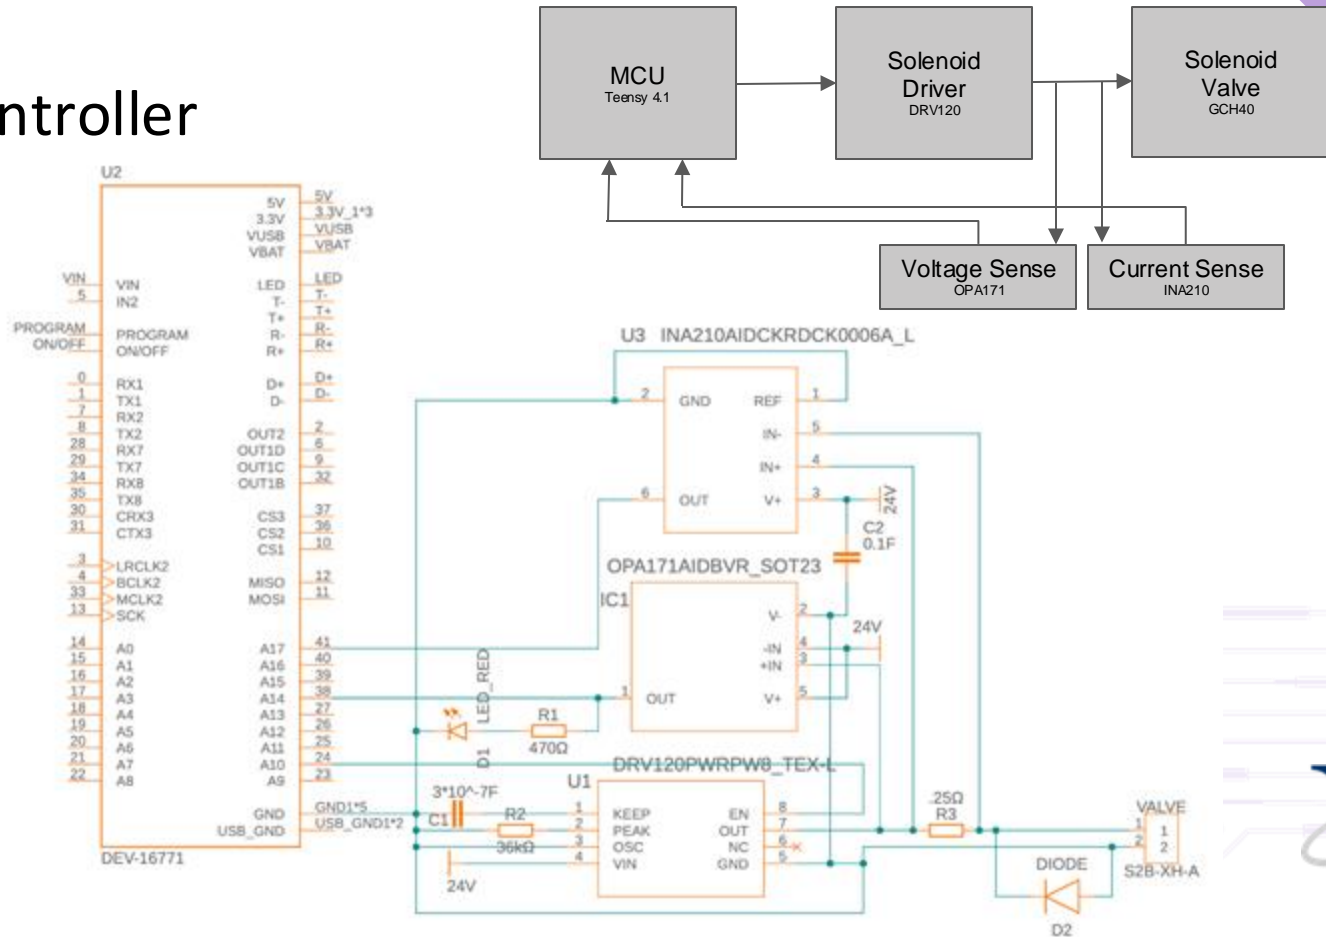 ntroller
MCU
Teensy 4.1
Solenoid
Driver
DRV120
Solenoid
Valve
GCH40
Voltage Sense
OPA171
Current Sense
INA210
U2
5V 5V
3.3V 3.3V_1*3
VUSB VUSB
VBAT VBAT
VIN VIN LED LED
5 IN2 T- T-
T+ T+
PROGRAM PROGRAM R- R-
ON/OFF ON/OFF R+ R+
0 RX1 D+ D+
1 TX1 D- D-
7 RX2
8 TX2 OUT2 2
28 RX7 OUT1D 6
29 TX7 OUT1C 9
34 RX8 OUT1B 32
35 TX8
30 CRX3 CS3 37
31 CTX3 CS2 36
CS1 10
3 LRCLK2
4 BCLK2 MISO 12
33 MCLK2 MOSI 11
13 SCK
14 A0 A17 41
15 A1 A16 40
16 A2 A15 39
17 A3 A14 38
18 A4 A13 27
19 A5 A12 26
20 A6 A11 25
21 A7 A10 24
22 A8 A9 23
GND GND1*5
USB_GND USB_GND1*2
DEV-16771
U3 INA210AIDCKRDCK0006A_L
2 GND REF 1
IN- 5
IN+ 4
6 OUT V+ 3
24V
C2
0.1F
OPA171AIDBVR_SOT23
IC1
V- 2
-IN 4
+IN 3
1 OUT V+ 5
24V
LED_RED
D1
R1
470Ω
DRV120PWRPW8_TEX-L
U1
1 KEEP EN 8
2 PEAK OUT 7
3 OSC NC 6
4 VIN GND 5
3*10^-7F
C1
R2
36kΩ
24V
.25Ω
R3
VALVE
1 1
2 2
S2B-XH-A
DIODE
D2